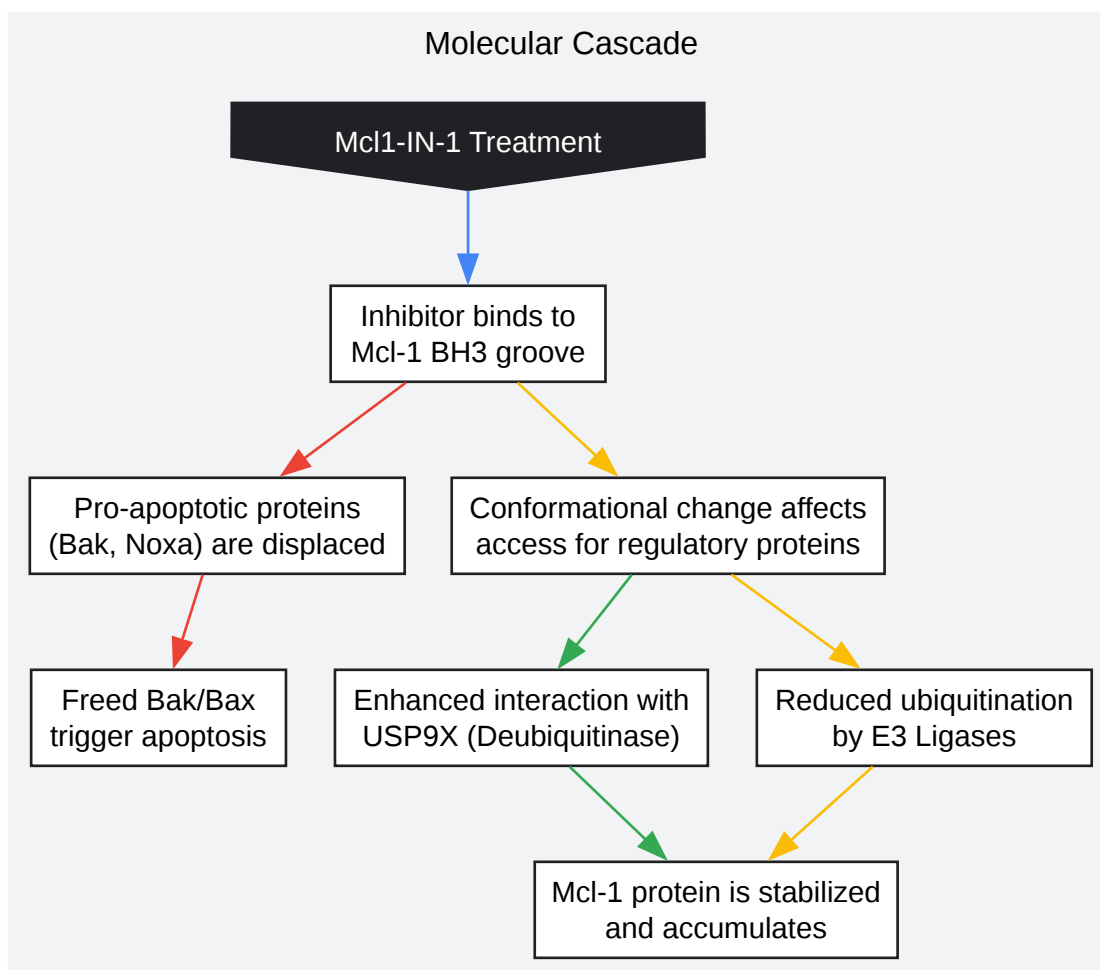 Molecular Cascade
Mcl1-IN-1 Treatment
Inhibitor binds to
Mcl-1 BH3 groove
Pro-apoptotic proteins
(Bak, Noxa) are displaced
Conformational change affects
access for regulatory proteins
Freed Bak/Bax
trigger apoptosis
Enhanced interaction with
USP9X (Deubiquitinase)
Reduced ubiquitination
by E3 Ligases
Mcl-1 protein is stabilized
and accumulates